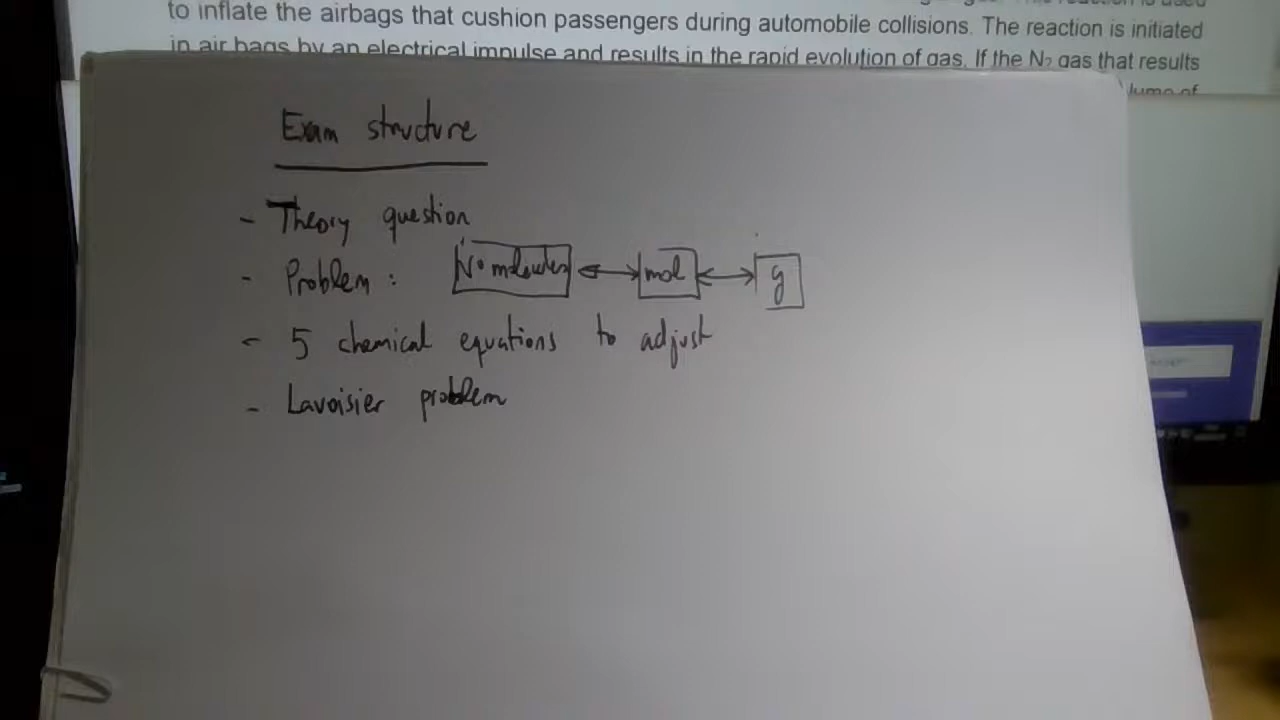 to inflate the airbags that cushion passengers during automobile collisions. The reaction is initiated
in air bags by an electrical impulse and results in the rapid evolution of gas. If the N₂ gas that results
Exam structure
- Theory question
- Problem: Nº molecules ↔ mol ↔ g
- 5 chemical equations to adjust
- Lavoisier problem